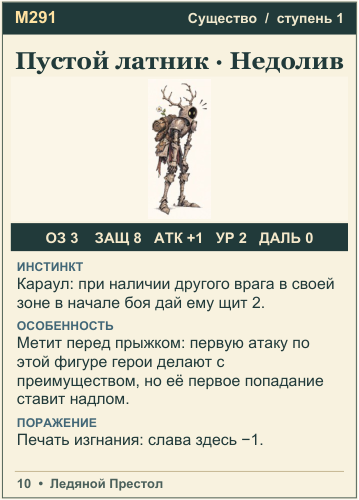 M291
Существо / ступень 1
Пустой латник · Недолив
ОЗ 3 ЗАЩ 8 АТК +1 УР 2 ДАЛЬ 0
ИНСТИНКТ
Караул: при наличии другого врага в своей
зоне в начале боя дай ему щит 2.
ОСОБЕННОСТЬ
Метит перед прыжком: первую атаку по
этой фигуре герои делают с
преимуществом, но её первое попадание
ставит надлом.
ПОРАЖЕНИЕ
Печать изгнания: слава здесь −1.
10 • Ледяной Престол